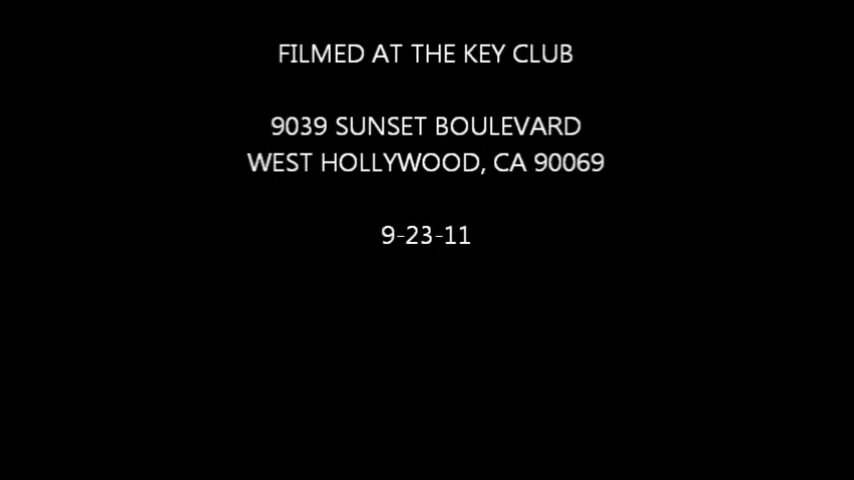 FILMED AT THE KEY CLUB
9039 SUNSET BOULEVARD
WEST HOLLYWOOD, CA 90069
9-23-11